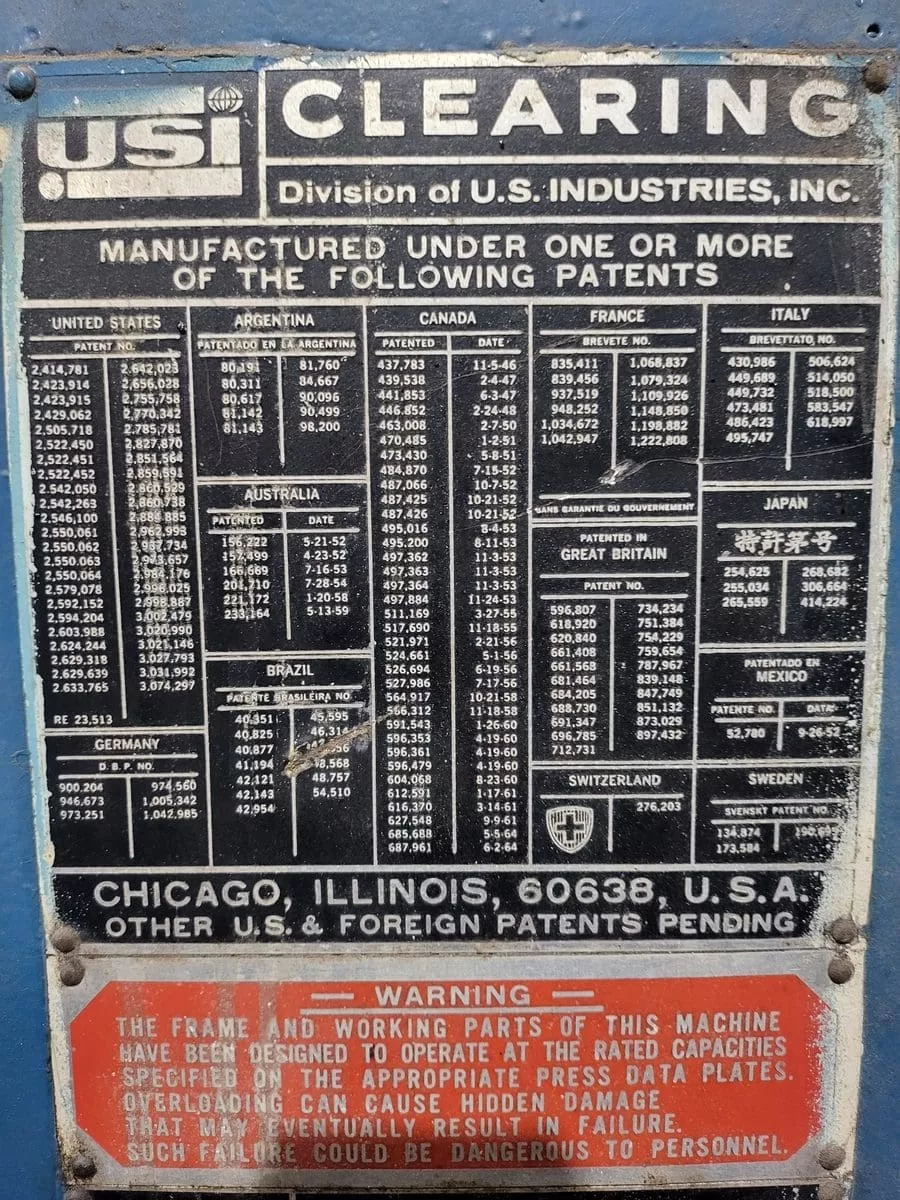 USI
CLEARING
Division of U.S. INDUSTRIES, INC.
MANUFACTURED UNDER ONE OR MORE
OF THE FOLLOWING PATENTS
UNITED STATES
PATENT NO.
2,414,781 2,642,023
2,423,914 2,656,028
2,423,915 2,755,758
2,429,062 2,770,342
2,505,718 2,785,781
2,522,450 2,827,870
2,522,451 2,851,564
2,522,452 2,859,591
2,542,050 2,860,529
2,542,263 2,860,738
2,546,100 2,888,885
2,550,061 2,962,993
2,550,062 2,967,734
2,550,063 2,973,657
2,550,064 2,984,176
2,579,078 2,996,025
2,592,152 2,998,887
2,594,204 3,002,479
2,603,988 3,020,990
2,624,244 3,021,146
2,629,318 3,027,793
2,629,639 3,031,992
2,633,765 3,074,297
RE 23,513
GERMANY
D. B. P. NO.
900,204 974,560
946,673 1,005,342
973,251 1,042,985
ARGENTINA
PATENTADO EN LA ARGENTINA
80,191 81,760
80,311 84,667
80,617 90,096
81,142 90,499
81,143 98,200
AUSTRALIA
PATENTED DATE
156,222 5-21-52
157,499 4-23-52
166,669 7-16-53
201,710 7-28-54
221,172 1-20-58
233,164 5-13-59
BRAZIL
PATENTE BRASILEIRA NO
40,351 45,595
40,825 46,314
40,877
41,194
42,121 48,757
42,143 54,510
42,954
CANADA
PATENTED DATE
437,783 11-5-46
439,538 2-4-47
441,853 6-3-47
446,852 2-24-48
463,008 2-7-50
470,485 1-2-51
473,430 5-8-51
484,870 7-15-52
487,066 10-7-52
487,425 10-21-52
487,426 10-21-52
495,016 8-4-53
495,200 8-11-53
497,362 11-3-53
497,363 11-3-53
497,364 11-3-53
497,884 11-24-53
511,169 3-27-55
517,690 11-18-55
521,971 2-21-56
524,661 5-1-56
526,694 6-19-56
527,986 7-17-56
564,917 10-21-58
566,312 11-18-58
591,543 1-26-60
596,353 4-19-60
596,361 4-19-60
596,479 4-19-60
604,068 8-23-60
612,591 1-17-61
616,370 3-14-61
627,548 9-9-61
685,688 5-5-64
687,961 6-2-64
FRANCE
BREVETE NO.
835,411 1,068,837
839,456 1,079,324
937,519 1,109,926
948,252 1,148,850
1,034,672 1,198,882
1,042,947 1,222,808
SANS GARANTIE DU GOUVERNEMENT
PATENTED IN
GREAT BRITAIN
PATENT NO.
596,807 734,234
618,920 751,384
620,840 754,229
661,408 759,654
661,568 787,967
681,464 839,148
684,205 847,749
688,730 851,132
691,347 873,029
696,785 897,432
712,731
SWITZERLAND
276,203
ITALY
BREVETTATO, NO.
430,986 506,624
449,689 514,050
449,732 518,500
473,481 583,547
486,423 618,997
495,747
JAPAN
特許第号
254,625 268,682
255,034 306,664
265,559 414,224
PATENTADO EN
MEXICO
PATENTE NO. DATA
52,780 9-26-52
SWEDEN
SVENSKT PATENT NO.
134,874
173,584
CHICAGO, ILLINOIS, 60638, U.S.A.
OTHER U.S. & FOREIGN PATENTS PENDING
— WARNING —
THE FRAME AND WORKING PARTS OF THIS MACHINE
HAVE BEEN DESIGNED TO OPERATE AT THE RATED CAPACITIES
SPECIFIED ON THE APPROPRIATE PRESS DATA PLATES.
OVERLOADING CAN CAUSE HIDDEN DAMAGE
THAT MAY EVENTUALLY RESULT IN FAILURE.
SUCH FAILURE COULD BE DANGEROUS TO PERSONNEL.